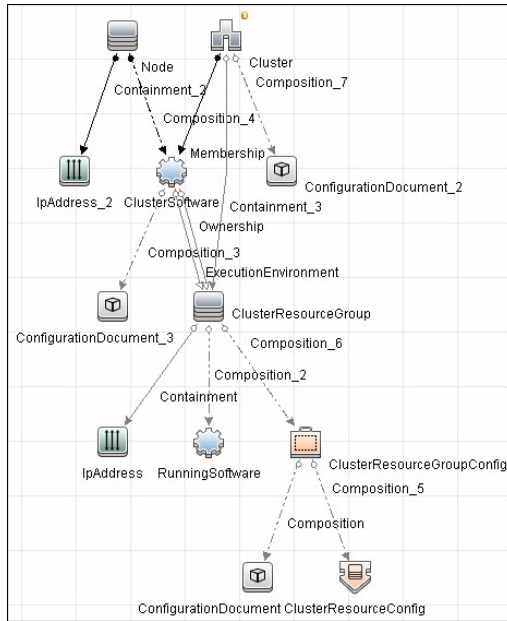 Node
Cluster
Containment_2
Composition_7
Composition_4
Membership
ConfigurationDocument_2
IpAddress_2
ClusterSoftware
Containment_3
Ownership
Composition_3
ExecutionEnvironment
ClusterResourceGroup
ConfigurationDocument_3
Composition_6
Composition_2
Containment
IpAddress
RunningSoftware
ClusterResourceGroupConfig
Composition_5
Composition
ConfigurationDocument
ClusterResourceConfig